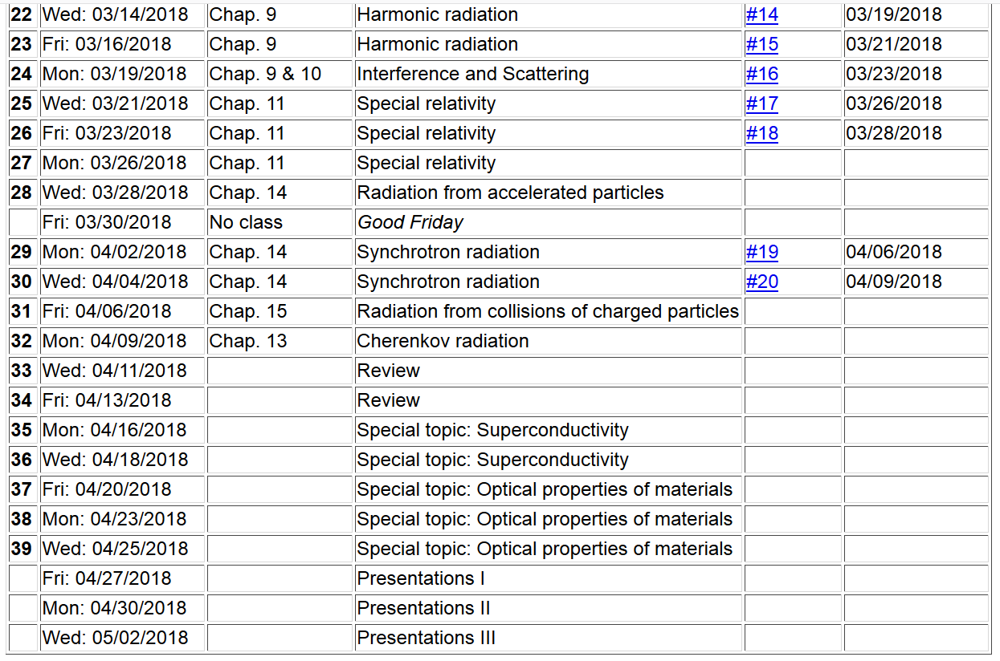 22 Wed: 03/14/2018 Chap. 9 Harmonic radiation #14 03/19/2018
23 Fri: 03/16/2018 Chap. 9 Harmonic radiation #15 03/21/2018
24 Mon: 03/19/2018 Chap. 9 & 10 Interference and Scattering #16 03/23/2018
25 Wed: 03/21/2018 Chap. 11 Special relativity #17 03/26/2018
26 Fri: 03/23/2018 Chap. 11 Special relativity #18 03/28/2018
27 Mon: 03/26/2018 Chap. 11 Special relativity
28 Wed: 03/28/2018 Chap. 14 Radiation from accelerated particles
Fri: 03/30/2018 No class Good Friday
29 Mon: 04/02/2018 Chap. 14 Synchrotron radiation #19 04/06/2018
30 Wed: 04/04/2018 Chap. 14 Synchrotron radiation #20 04/09/2018
31 Fri: 04/06/2018 Chap. 15 Radiation from collisions of charged particles
32 Mon: 04/09/2018 Chap. 13 Cherenkov radiation
33 Wed: 04/11/2018 Review
34 Fri: 04/13/2018 Review
35 Mon: 04/16/2018 Special topic: Superconductivity
36 Wed: 04/18/2018 Special topic: Superconductivity
37 Fri: 04/20/2018 Special topic: Optical properties of materials
38 Mon: 04/23/2018 Special topic: Optical properties of materials
39 Wed: 04/25/2018 Special topic: Optical properties of materials
Fri: 04/27/2018 Presentations I
Mon: 04/30/2018 Presentations II
Wed: 05/02/2018 Presentations III